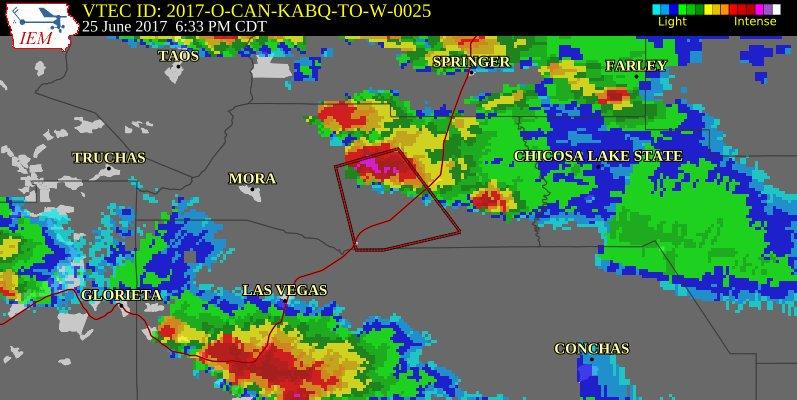 VTEC ID: 2017-O-CAN-KABQ-TO-W-0025
25 June 2017  6:33 PM CDT
IEM
Light Intense
TAOS
SPRINGER
FARLEY
TRUCHAS
CHICOSA LAKE STATE
MORA
GLORIETA
LAS VEGAS
CONCHAS